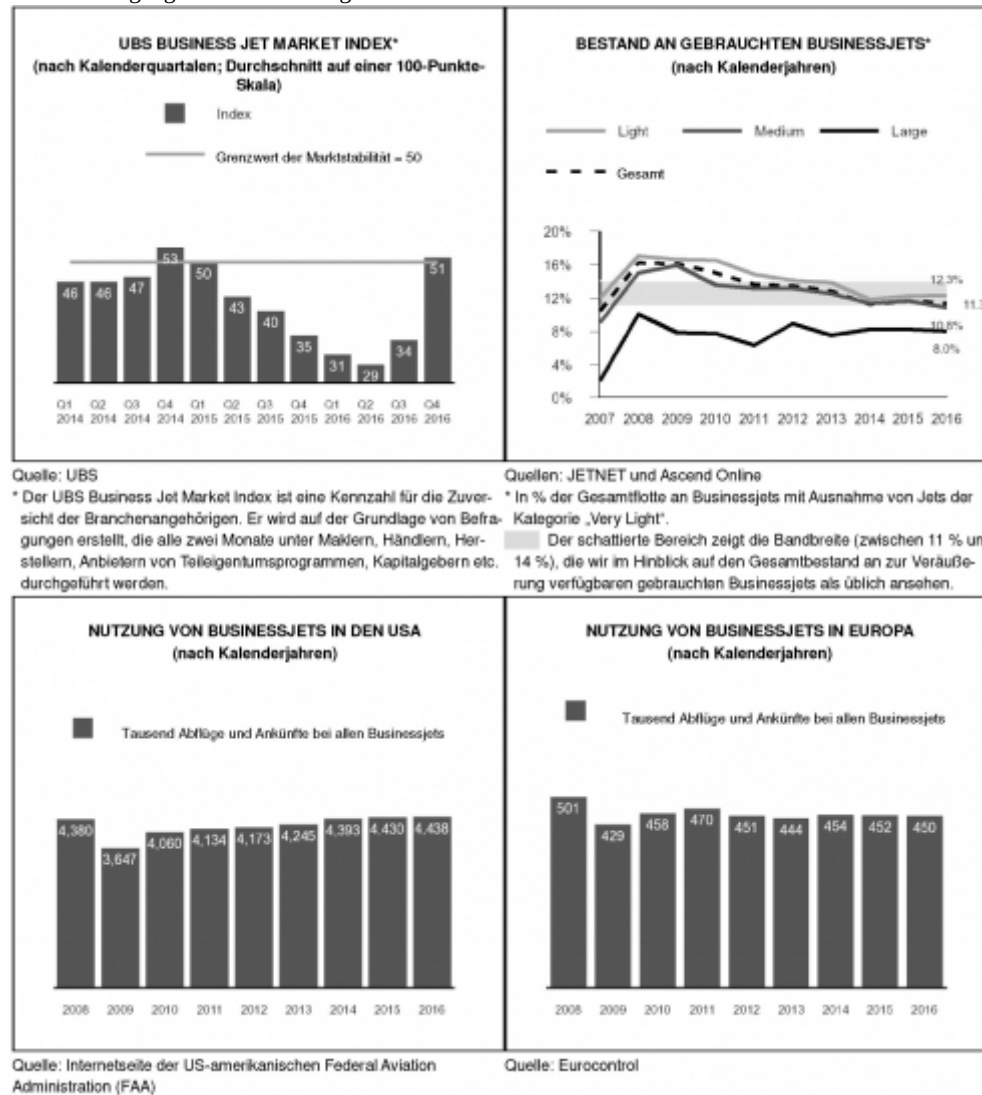 UBS BUSINESS JET MARKET INDEX*
(nach Kalenderquartalen; Durchschnitt auf einer 100-Punkte-
Skala)
Index
Grenzwert der Marktstabilität = 50
46 46 47 53 50 43 40 35 31 29 34 51
Q1 Q2 Q3 Q4 Q1 Q2 Q3 Q4 Q1 Q2 Q3 Q4
2014 2014 2014 2014 2015 2015 2015 2015 2016 2016 2016 2016
BESTAND AN GEBRAUCHTEN BUSINESSJETS*
(nach Kalenderjahren)
Light Medium Large
Gesamt
20%
16%
12%
8%
4%
0%
12.3%
10.8%
8.0%
2007 2008 2009 2010 2011 2012 2013 2014 2015 2016
Quelle: UBS
* Der UBS Business Jet Market Index ist eine Kennzahl für die Zuver-
sicht der Branchenangehörigen. Er wird auf der Grundlage von Befra-
gungen erstellt, die alle zwei Monate unter Maklern, Händlern, Her-
stellern, Anbietern von Teileigentumsprogrammen, Kapitalgebern etc.
durchgeführt werden.
Quellen: JETNET und Ascend Online
* In % der Gesamtflotte an Businessjets mit Ausnahme von Jets der
Kategorie „Very Light“.
Der schattierte Bereich zeigt die Bandbreite (zwischen 11 %
14 %), die wir im Hinblick auf den Gesamtbestand an zur Veräuße-
rung verfügbaren gebrauchten Businessjets als üblich ansehen.
NUTZUNG VON BUSINESSJETS IN DEN USA
(nach Kalenderjahren)
Tausend Abflüge und Ankünfte bei allen Businessjets
4,380 3,647 4,060 4,134 4,173 4,245 4,393 4,430 4,438
2008 2009 2010 2011 2012 2013 2014 2015 2016
NUTZUNG VON BUSINESSJETS IN EUROPA
(nach Kalenderjahren)
Tausend Abflüge und Ankünfte bei allen Businessjets
501 429 458 470 451 444 454 452 450
2008 2009 2010 2011 2012 2013 2014 2015 2016
Quelle: Internetseite der US-amerikanischen Federal Aviation
Administration (FAA)
Quelle: Eurocontrol